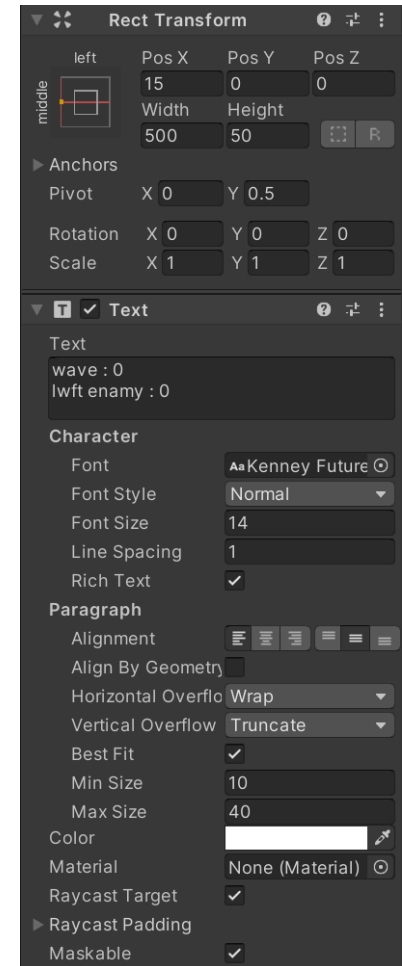 Rect Transform
left Pos X Pos Y Pos Z
middle 15 0 0
Width Height
500 50 R
Anchors
Pivot X 0 Y 0.5
Rotation X 0 Y 0 Z 0
Scale X 1 Y 1 Z 1
T Text
Text
wave : 0
lwft enamy : 0
Character
Font Aa Kenney Future
Font Style Normal
Font Size 14
Line Spacing 1
Rich Text
Paragraph
Alignment
Align By Geometry
Horizontal Overflo Wrap
Vertical Overflow Truncate
Best Fit
Min Size 10
Max Size 40
Color
Material None (Material)
Raycast Target
Raycast Padding
Maskable